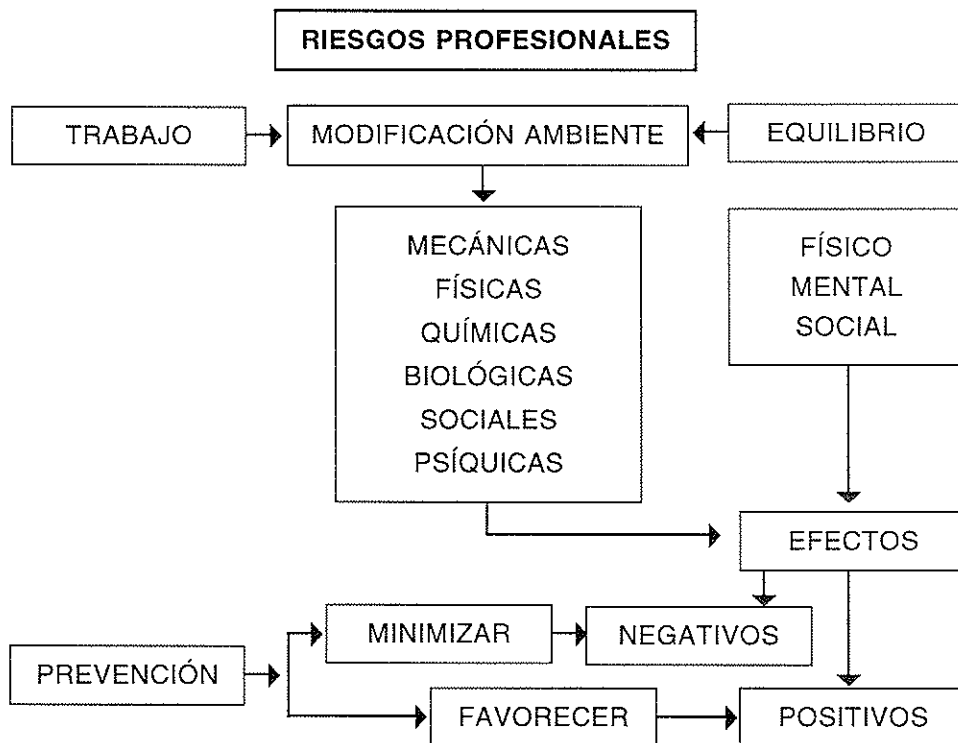 RIESGOS PROFESIONALES
TRABAJO
MODIFICACIÓN AMBIENTE
EQUILIBRIO
MECÁNICAS
FÍSICAS
QUÍMICAS
BIOLÓGICAS
SOCIALES
PSÍQUICAS
FÍSICO
MENTAL
SOCIAL
EFECTOS
MINIMIZAR
NEGATIVOS
PREVENCIÓN
FAVORECER
POSITIVOS